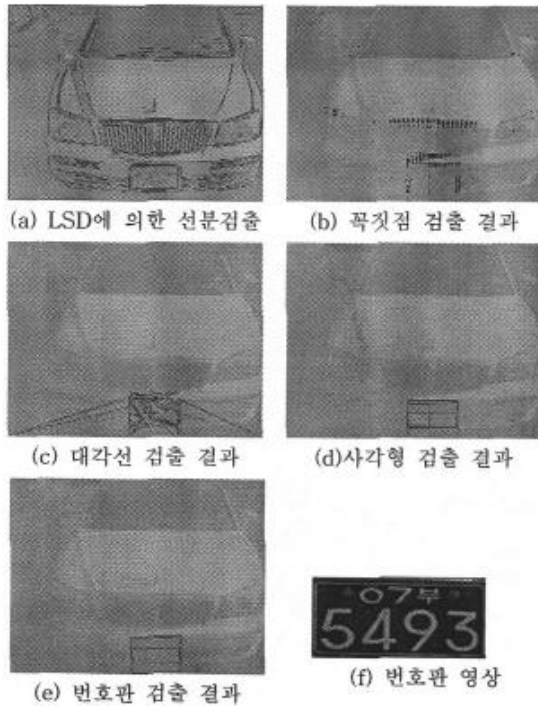 (a) LSD에 의한 선분검출
(b) 꼭짓점 검출 결과
(c) 대각선 검출 결과
(d)사각형 검출 결과
(e) 번호판 검출 결과
07부
5493
(f) 번호판 영상